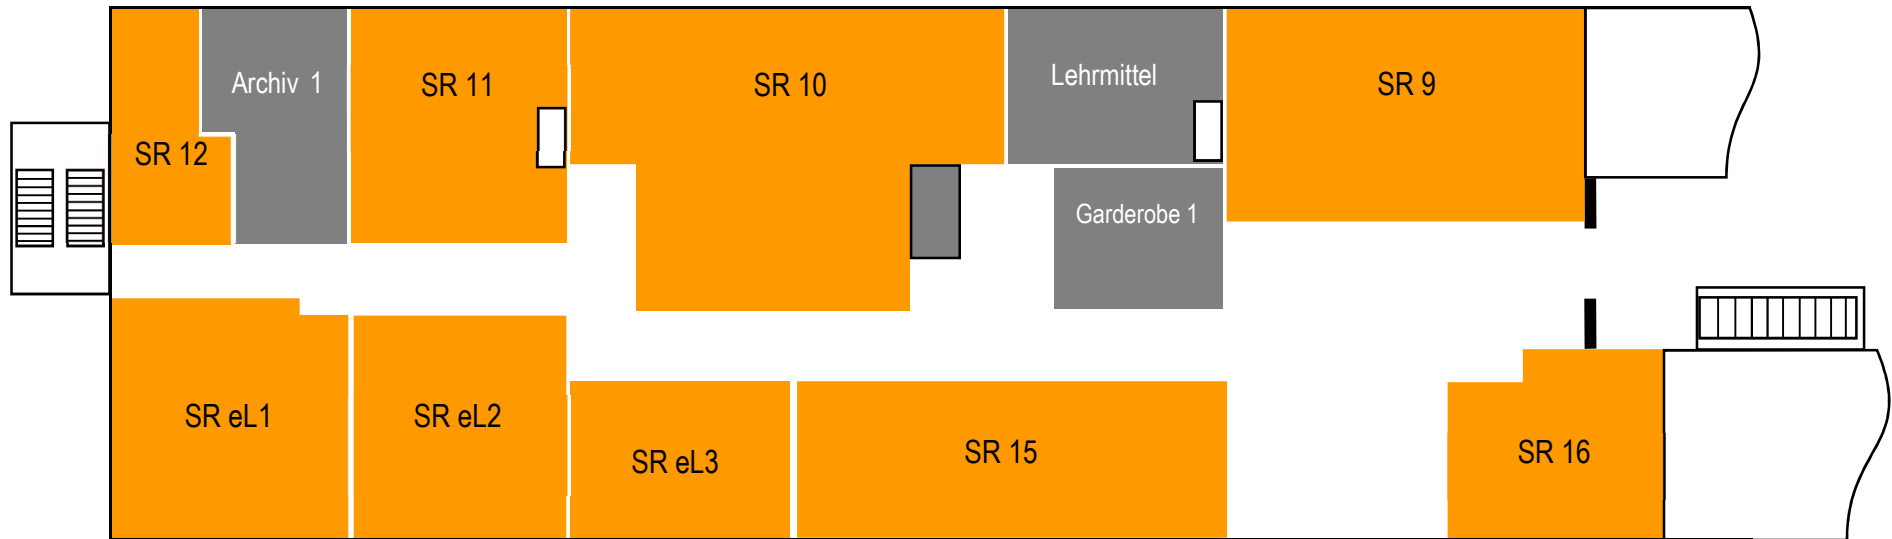 Archiv 1
SR 11
SR 10
Lehrmittel
SR 9
SR 12
Garderobe 1
SR eL1
SR eL2
SR eL3
SR 15
SR 16